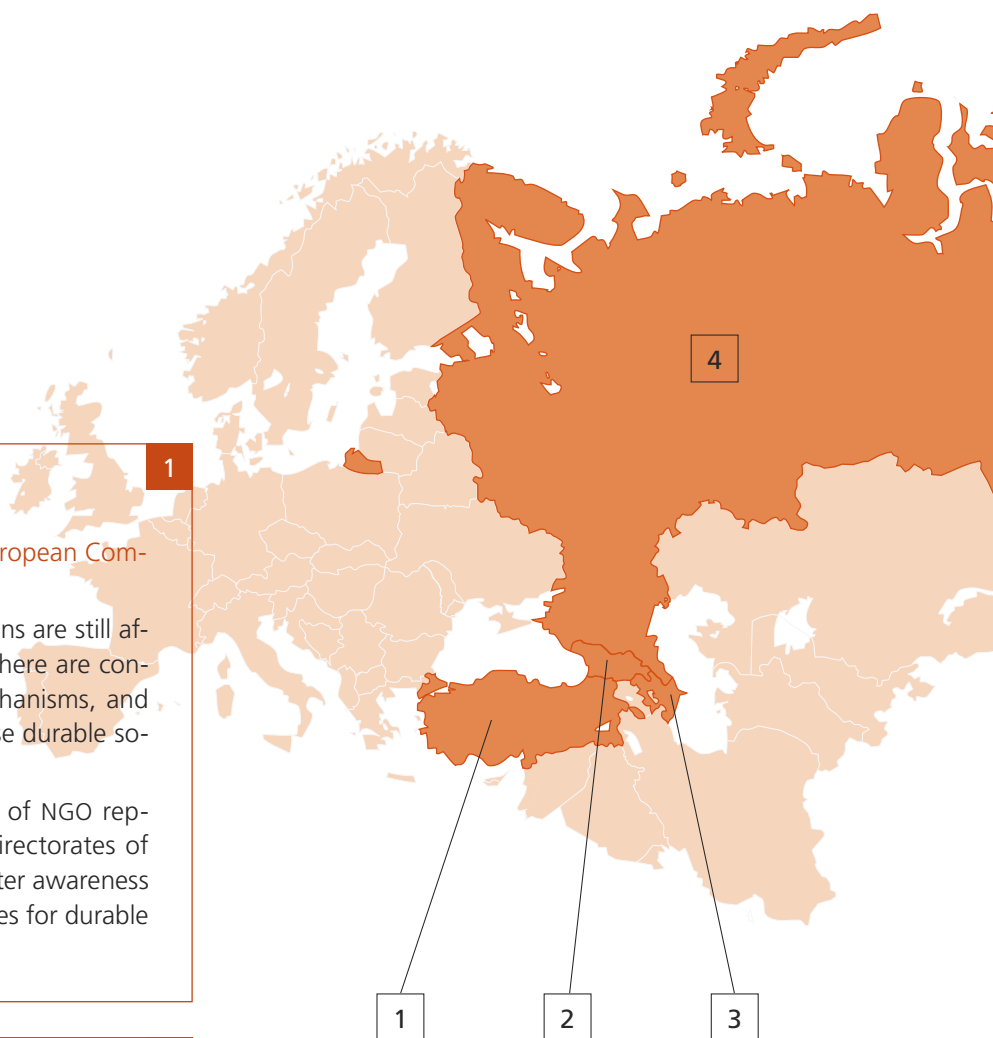 1
ropean Com-
ns are still af-
here are con-
hanisms, and
se durable so-
of NGO rep-
irectorates of
ter awareness
es for durable
4
1
2
3